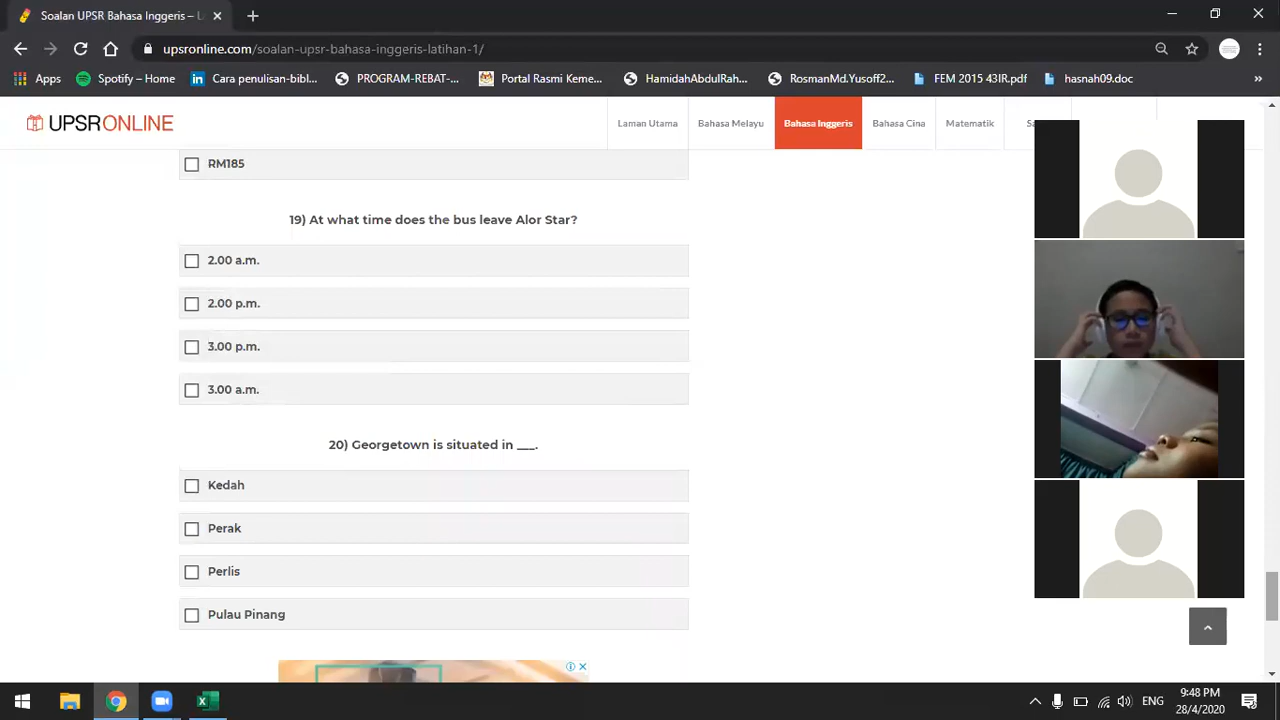 Soalan UPSR Bahasa Inggeris –
upsronline.com/soalan-upsr-bahasa-inggeris-latihan-1/
Apps
Spotify – Home
Cara penulisan-bibl...
PROGRAM-REBAT-...
Portal Rasmi Keme...
HamidahAbdulRah...
RosmanMd.Yusoff2...
FEM 2015 43IR.pdf
hasnah09.doc
»
UPSRONLINE
Laman Utama
Bahasa Melayu
Bahasa Inggeris
Bahasa Cina
Matematik
RM185
19) At what time does the bus leave Alor Star?
2.00 a.m.
2.00 p.m.
3.00 p.m.
3.00 a.m.
20) Georgetown is situated in ___.
Kedah
Perak
Perlis
Pulau Pinang
ENG
9:48 PM
28/4/2020